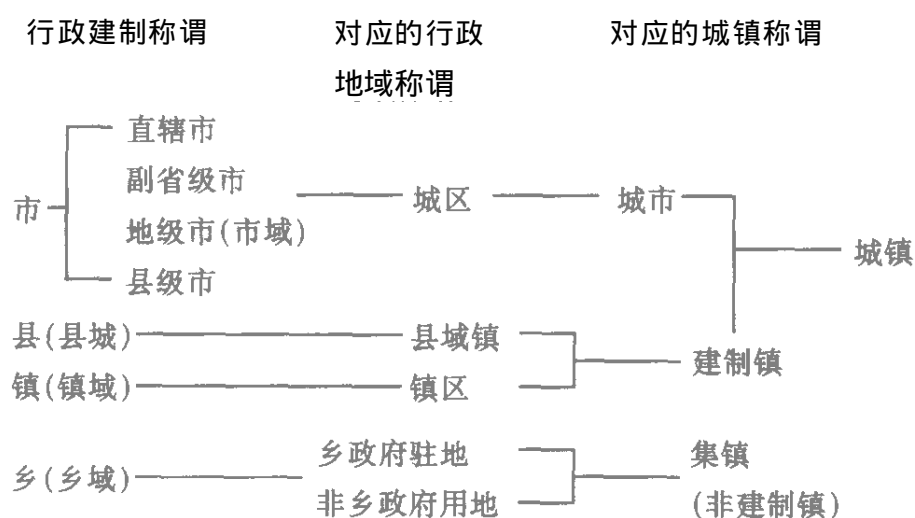 行政建制称谓 对应的行政 对应的城镇称谓
地域称谓
直辖市
副省级市
市 城区 城市
地级市(市域)
城镇
县级市
县(县城) 县域镇
建制镇
镇(镇域) 镇区
乡政府驻地 集镇
乡(乡域)
非乡政府用地 (非建制镇)